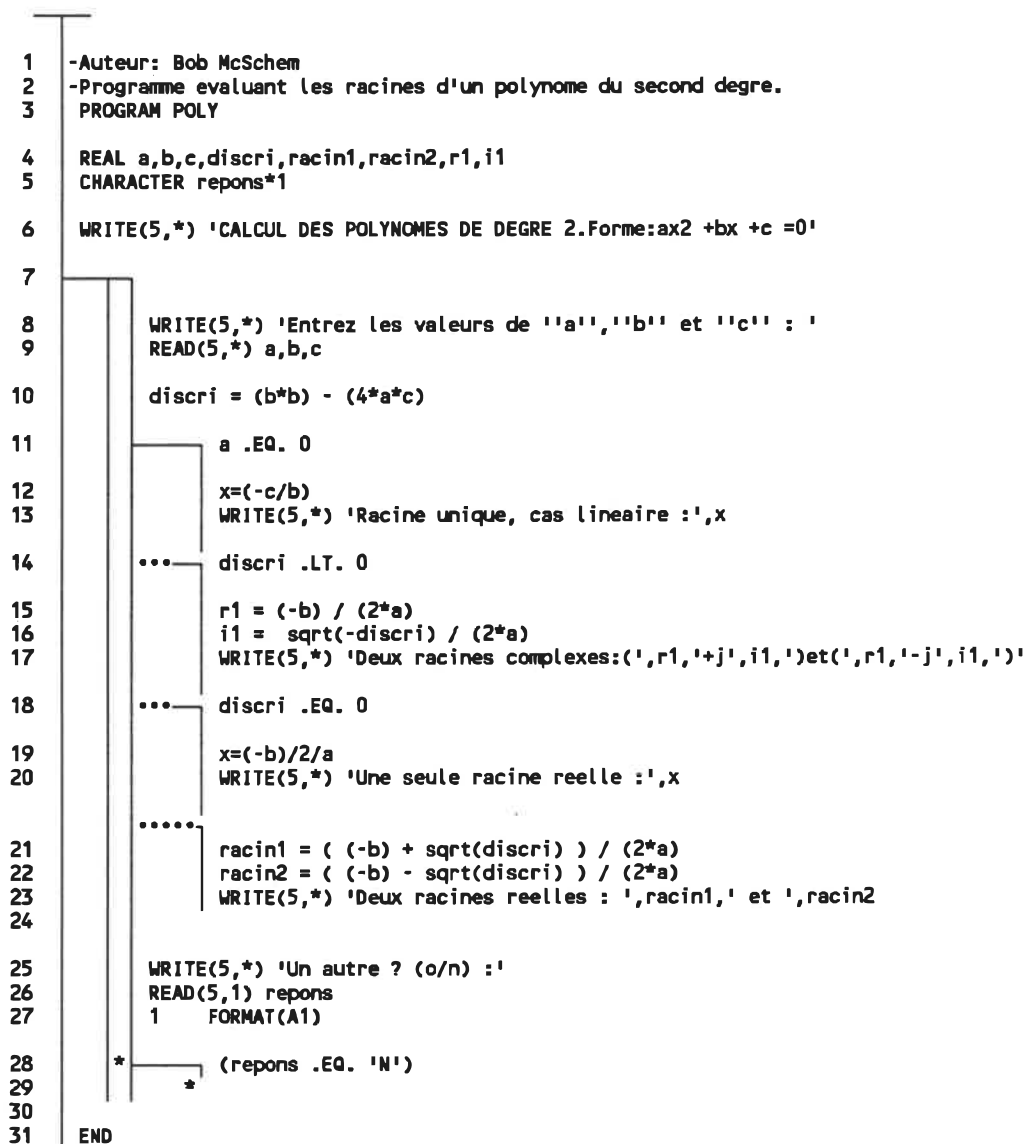 1 -Auteur: Bob McSchem
2 -Programme evaluant les racines d'un polynome du second degre.
3 PROGRAM POLY
4 REAL a,b,c,discri,racin1,racin2,r1,i1
5 CHARACTER repons*1
6 WRITE(5,*) 'CALCUL DES POLYNOMES DE DEGRE 2.Forme:ax2 +bx +c =0'
7
8 WRITE(5,*) 'Entrez les valeurs de ''a'',''b'' et ''c'' : '
9 READ(5,*) a,b,c
10 discri = (b*b) - (4*a*c)
11 a .EQ. 0
12 x=(-c/b)
13 WRITE(5,*) 'Racine unique, cas lineaire :',x
14 discri .LT. 0
15 r1 = (-b) / (2*a)
16 i1 =  sqrt(-discri) / (2*a)
17 WRITE(5,*) 'Deux racines complexes:(',r1,'+j',i1,')et(',r1,'-j',i1,')'
18 discri .EQ. 0
19 x=(-b)/2/a
20 WRITE(5,*) 'Une seule racine reelle :',x
21 racin1 = ( (-b) + sqrt(discri) ) / (2*a)
22 racin2 = ( (-b) - sqrt(discri) ) / (2*a)
23 WRITE(5,*) 'Deux racines reelles : ',racin1,' et ',racin2
24
25 WRITE(5,*) 'Un autre ? (o/n) :'
26 READ(5,1) repons
27 1 FORMAT(A1)
28 * (repons .EQ. 'N')
29 *
30
31 END